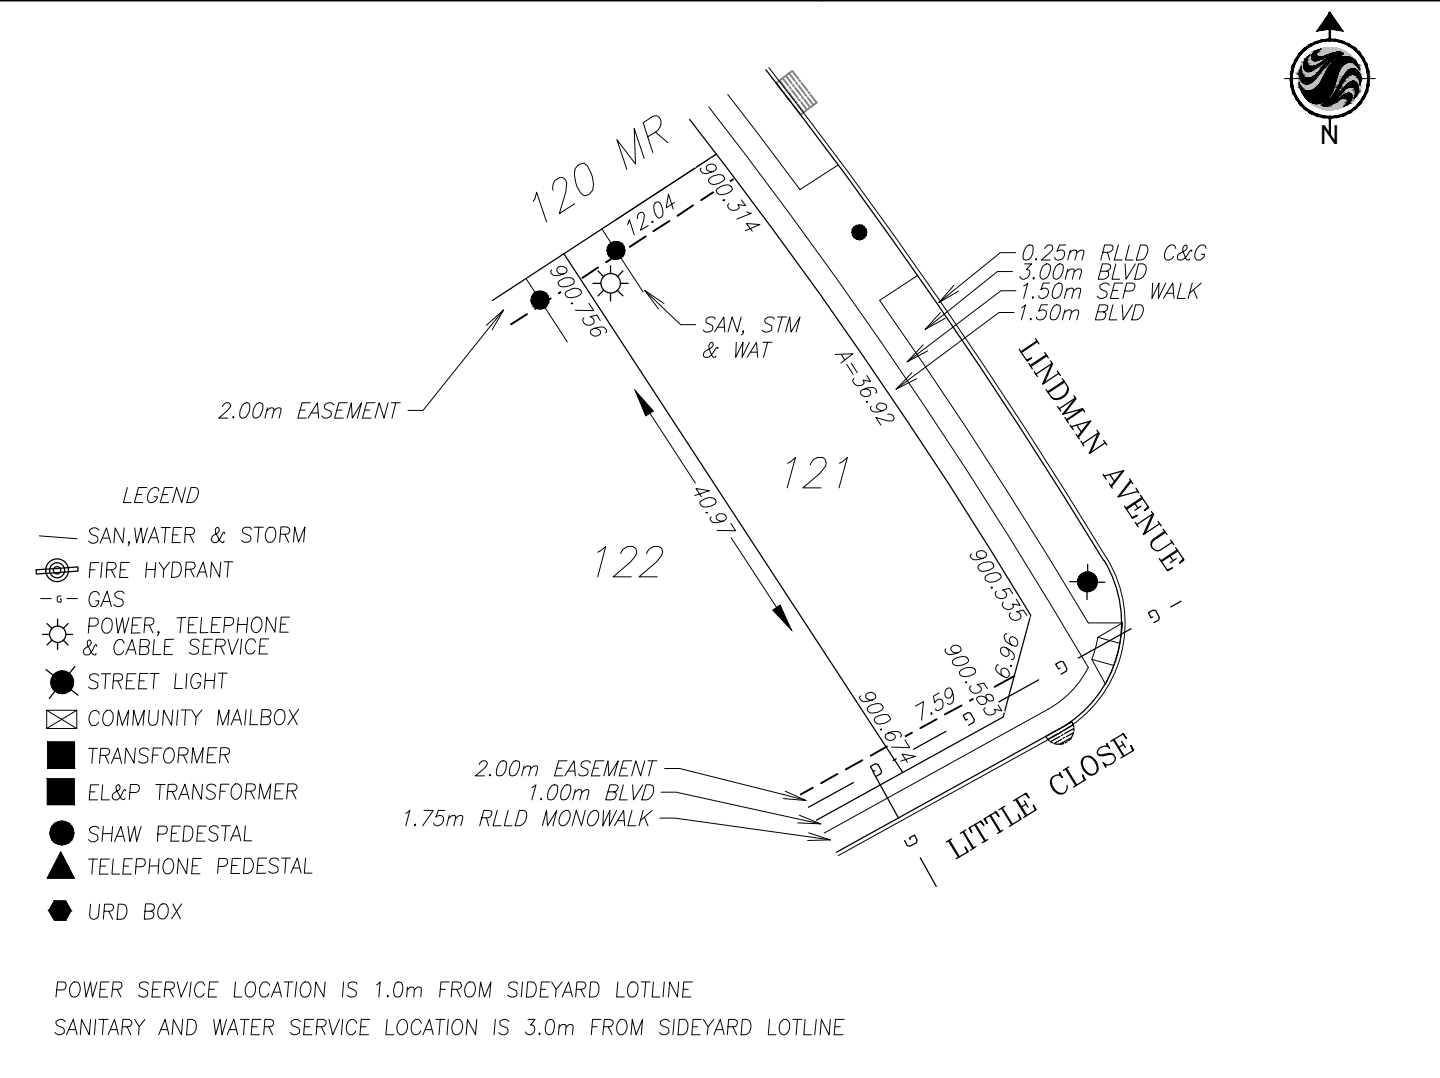 N
120 MR
900.314
12.04
900.756
0.25m RLLD C&G
3.00m BLVD
1.50m SEP WALK
1.50m BLVD
SAN, STM
& WAT
LINDMAN AVENUE
A=36.92
2.00m EASEMENT
121
40.97
122
900.535
6.96
900.583
7.59
900.674
G
G
G
G
G
2.00m EASEMENT
1.00m BLVD
1.75m RLLD MONOWALK
LITTLE CLOSE
LEGEND
SAN,WATER & STORM
FIRE HYDRANT
G GAS
POWER, TELEPHONE
& CABLE SERVICE
STREET LIGHT
COMMUNITY MAILBOX
TRANSFORMER
EL&P TRANSFORMER
SHAW PEDESTAL
TELEPHONE PEDESTAL
URD BOX
POWER SERVICE LOCATION IS 1.0m FROM SIDEYARD LOTLINE
SANITARY AND WATER SERVICE LOCATION IS 3.0m FROM SIDEYARD LOTLINE